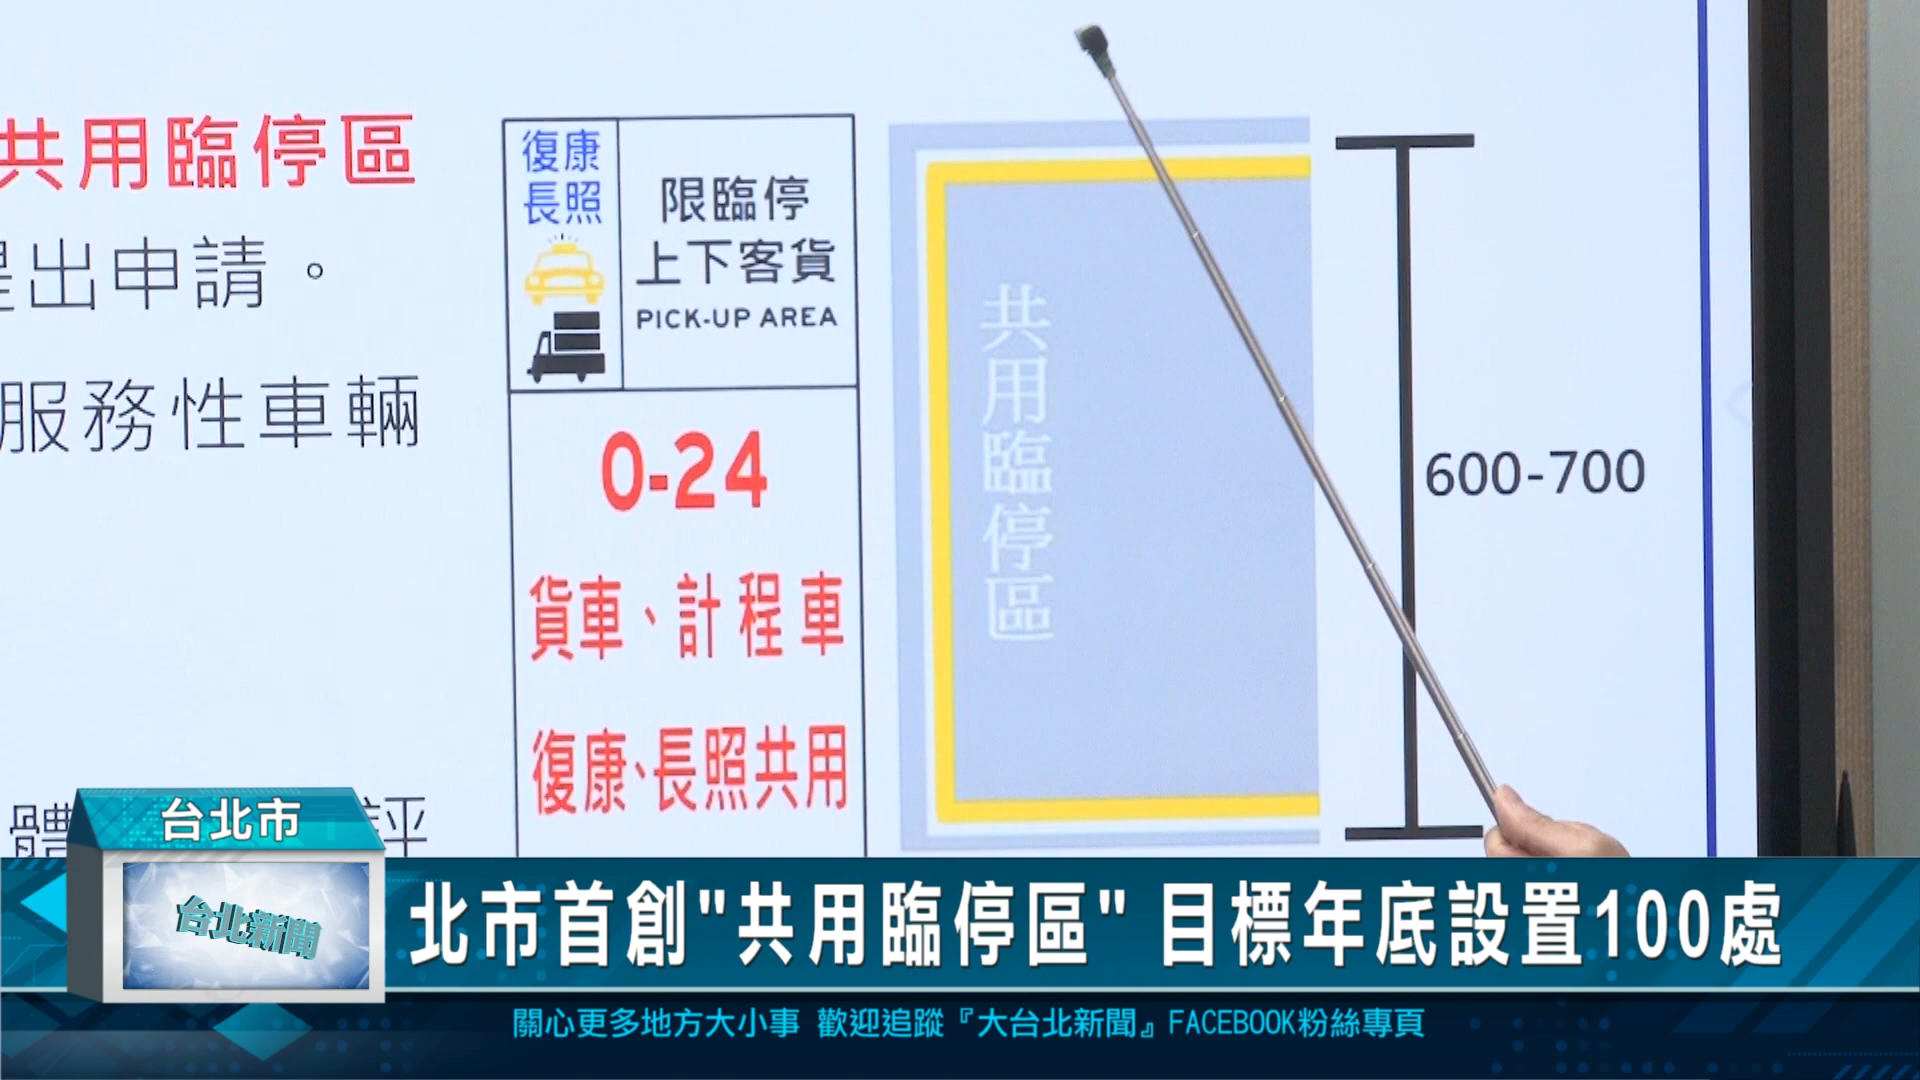 共用臨停區
出申請。
服務性車輛
復康
長照
限臨停
上下客貨
PICK-UP AREA
0-24
貨車、計程車
復康、長照共用
共用臨停區
600-700
體
評
台北市
台北新聞
北市首創"共用臨停區" 目標年底設置100處
關心更多地方大小事 歡迎追蹤『大台北新聞』FACEBOOK粉絲專頁